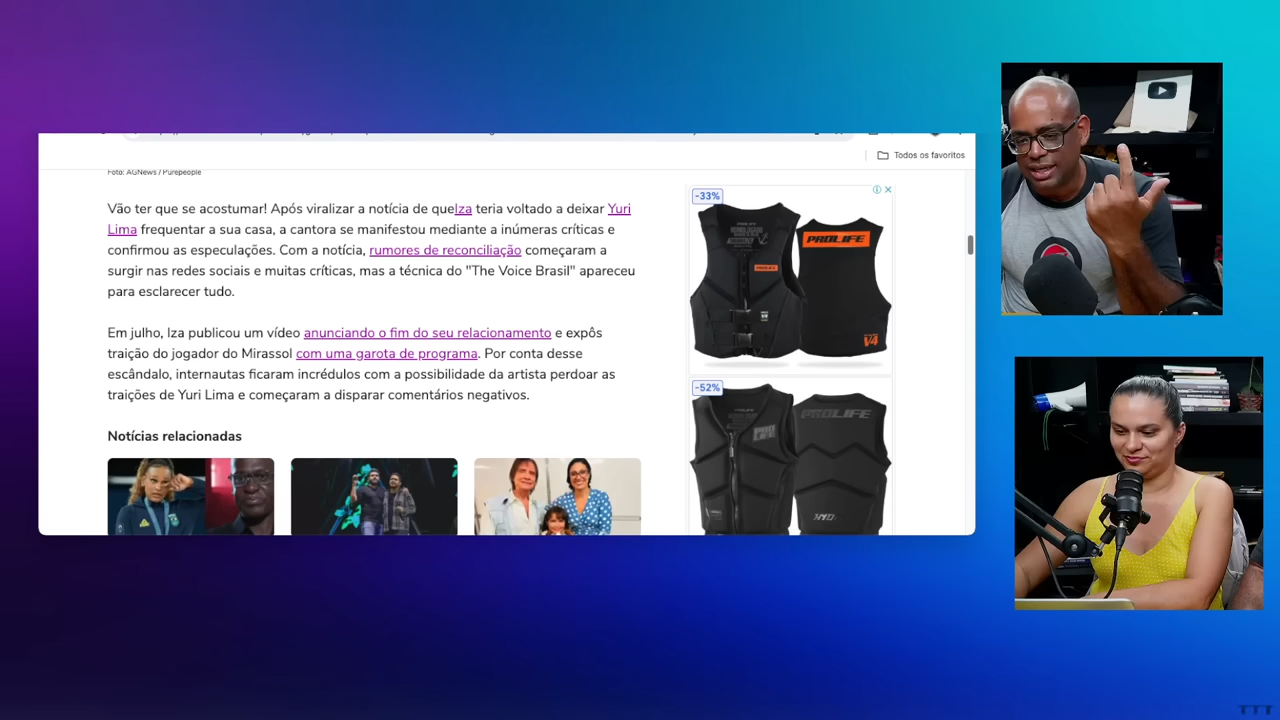 Todos os favoritos
Foto: AGNews / Purepeople
Vão ter que se acostumar! Após viralizar a notícia de queIza teria voltado a deixar Yuri
Lima frequentar a sua casa, a cantora se manifestou mediante a inúmeras críticas e
confirmou as especulações. Com a notícia, rumores de reconciliação começaram a
surgir nas redes sociais e muitas críticas, mas a técnica do "The Voice Brasil" apareceu
para esclarecer tudo.
Em julho, Iza publicou um vídeo anunciando o fim do seu relacionamento e expôs
traição do jogador do Mirassol com uma garota de programa. Por conta desse
escândalo, internautas ficaram incrédulos com a possibilidade da artista perdoar as
traições de Yuri Lima e começaram a disparar comentários negativos.
Notícias relacionadas
-33%
PROLIFE
PROLIFE
V4
-52%
PROLIFE
PRO
LIFE